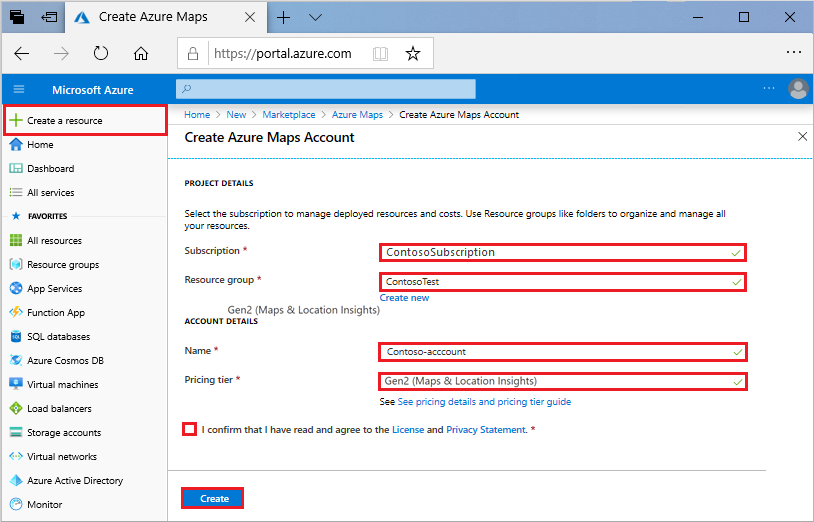 Create Azure Maps
https://portal.azure.com
Microsoft Azure
Create a resource
Home
Dashboard
All services
FAVORITES
All resources
Resource groups
App Services
Function App
SQL databases
Azure Cosmos DB
Virtual machines
Load balancers
Storage accounts
Virtual networks
Azure Active Directory
Monitor
Home > New > Marketplace > Azure Maps > Create Azure Maps Account
Create Azure Maps Account
PROJECT DETAILS
Select the subscription to manage deployed resources and costs. Use Resource groups like folders to organize and manage all
your resources.
Subscription * ContosoSubscription
Resource group * ContosoTest
Create new
Gen2 (Maps & Location Insights)
ACCOUNT DETAILS
Name * Contoso-acccount
Pricing tier * Gen2 (Maps & Location Insights)
See See pricing details and pricing tier guide
I confirm that I have read and agree to the License and Privacy Statement. *
Create